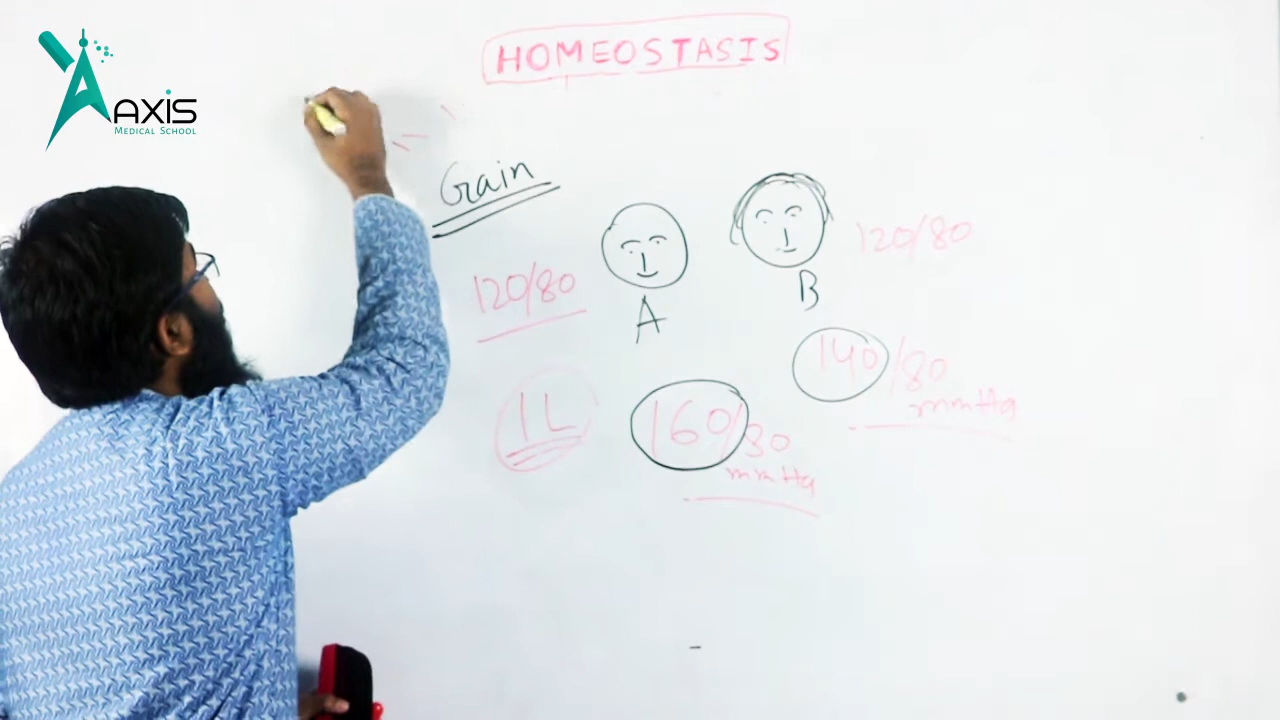 AXIS
MEDICAL SCHOOL
HOMEOSTASIS
Gain
120/80
A
B
120/80
1L
160/80
mmHg
140/80
mmHg